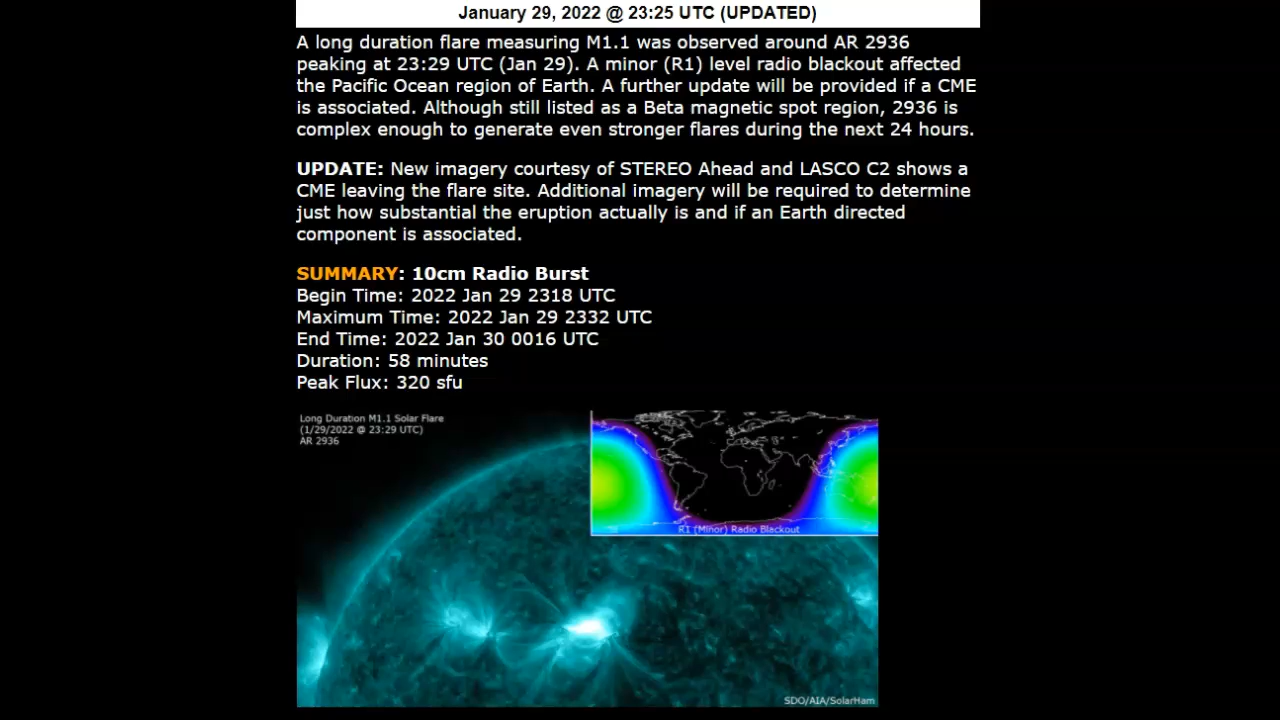 January 29, 2022 @ 23:25 UTC (UPDATED)
A long duration flare measuring M1.1 was observed around AR 2936
peaking at 23:29 UTC (Jan 29). A minor (R1) level radio blackout affected
the Pacific Ocean region of Earth. A further update will be provided if a CME
is associated. Although still listed as a Beta magnetic spot region, 2936 is
complex enough to generate even stronger flares during the next 24 hours.
UPDATE: New imagery courtesy of STEREO Ahead and LASCO C2 shows a
CME leaving the flare site. Additional imagery will be required to determine
just how substantial the eruption actually is and if an Earth directed
component is associated.
SUMMARY: 10cm Radio Burst
Begin Time: 2022 Jan 29 2318 UTC
Maximum Time: 2022 Jan 29 2332 UTC
End Time: 2022 Jan 30 0016 UTC
Duration: 58 minutes
Peak Flux: 320 sfu
Long Duration M1.1 Solar Flare
(1/29/2022 @ 23:29 UTC)
AR 2936
R1 (Minor) Radio Blackout
SDO/AIA/SolarHam